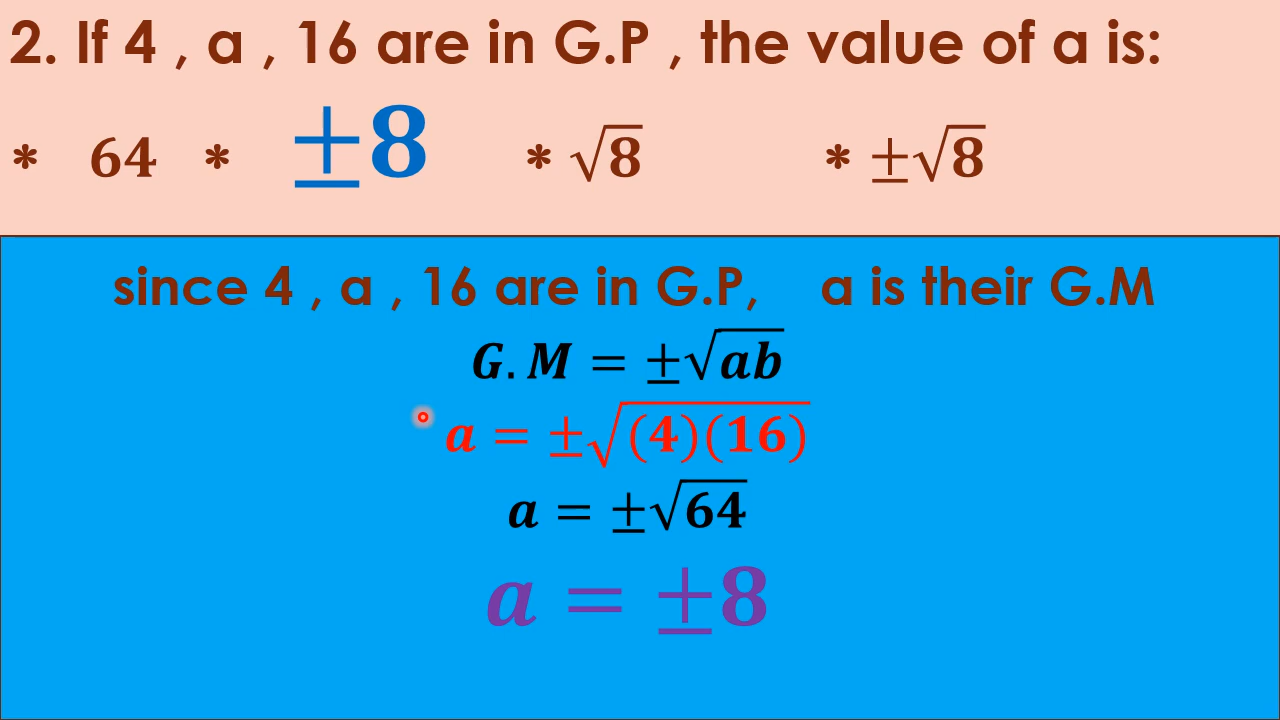 2. If 4 , a , 16 are in G.P , the value of a is:
* 64 * ±8 * √8 * ±√8
since 4 , a , 16 are in G.P, a is their G.M
G.M = ±√ab
a = ±√(4)(16)
a = ±√64
a = ±8